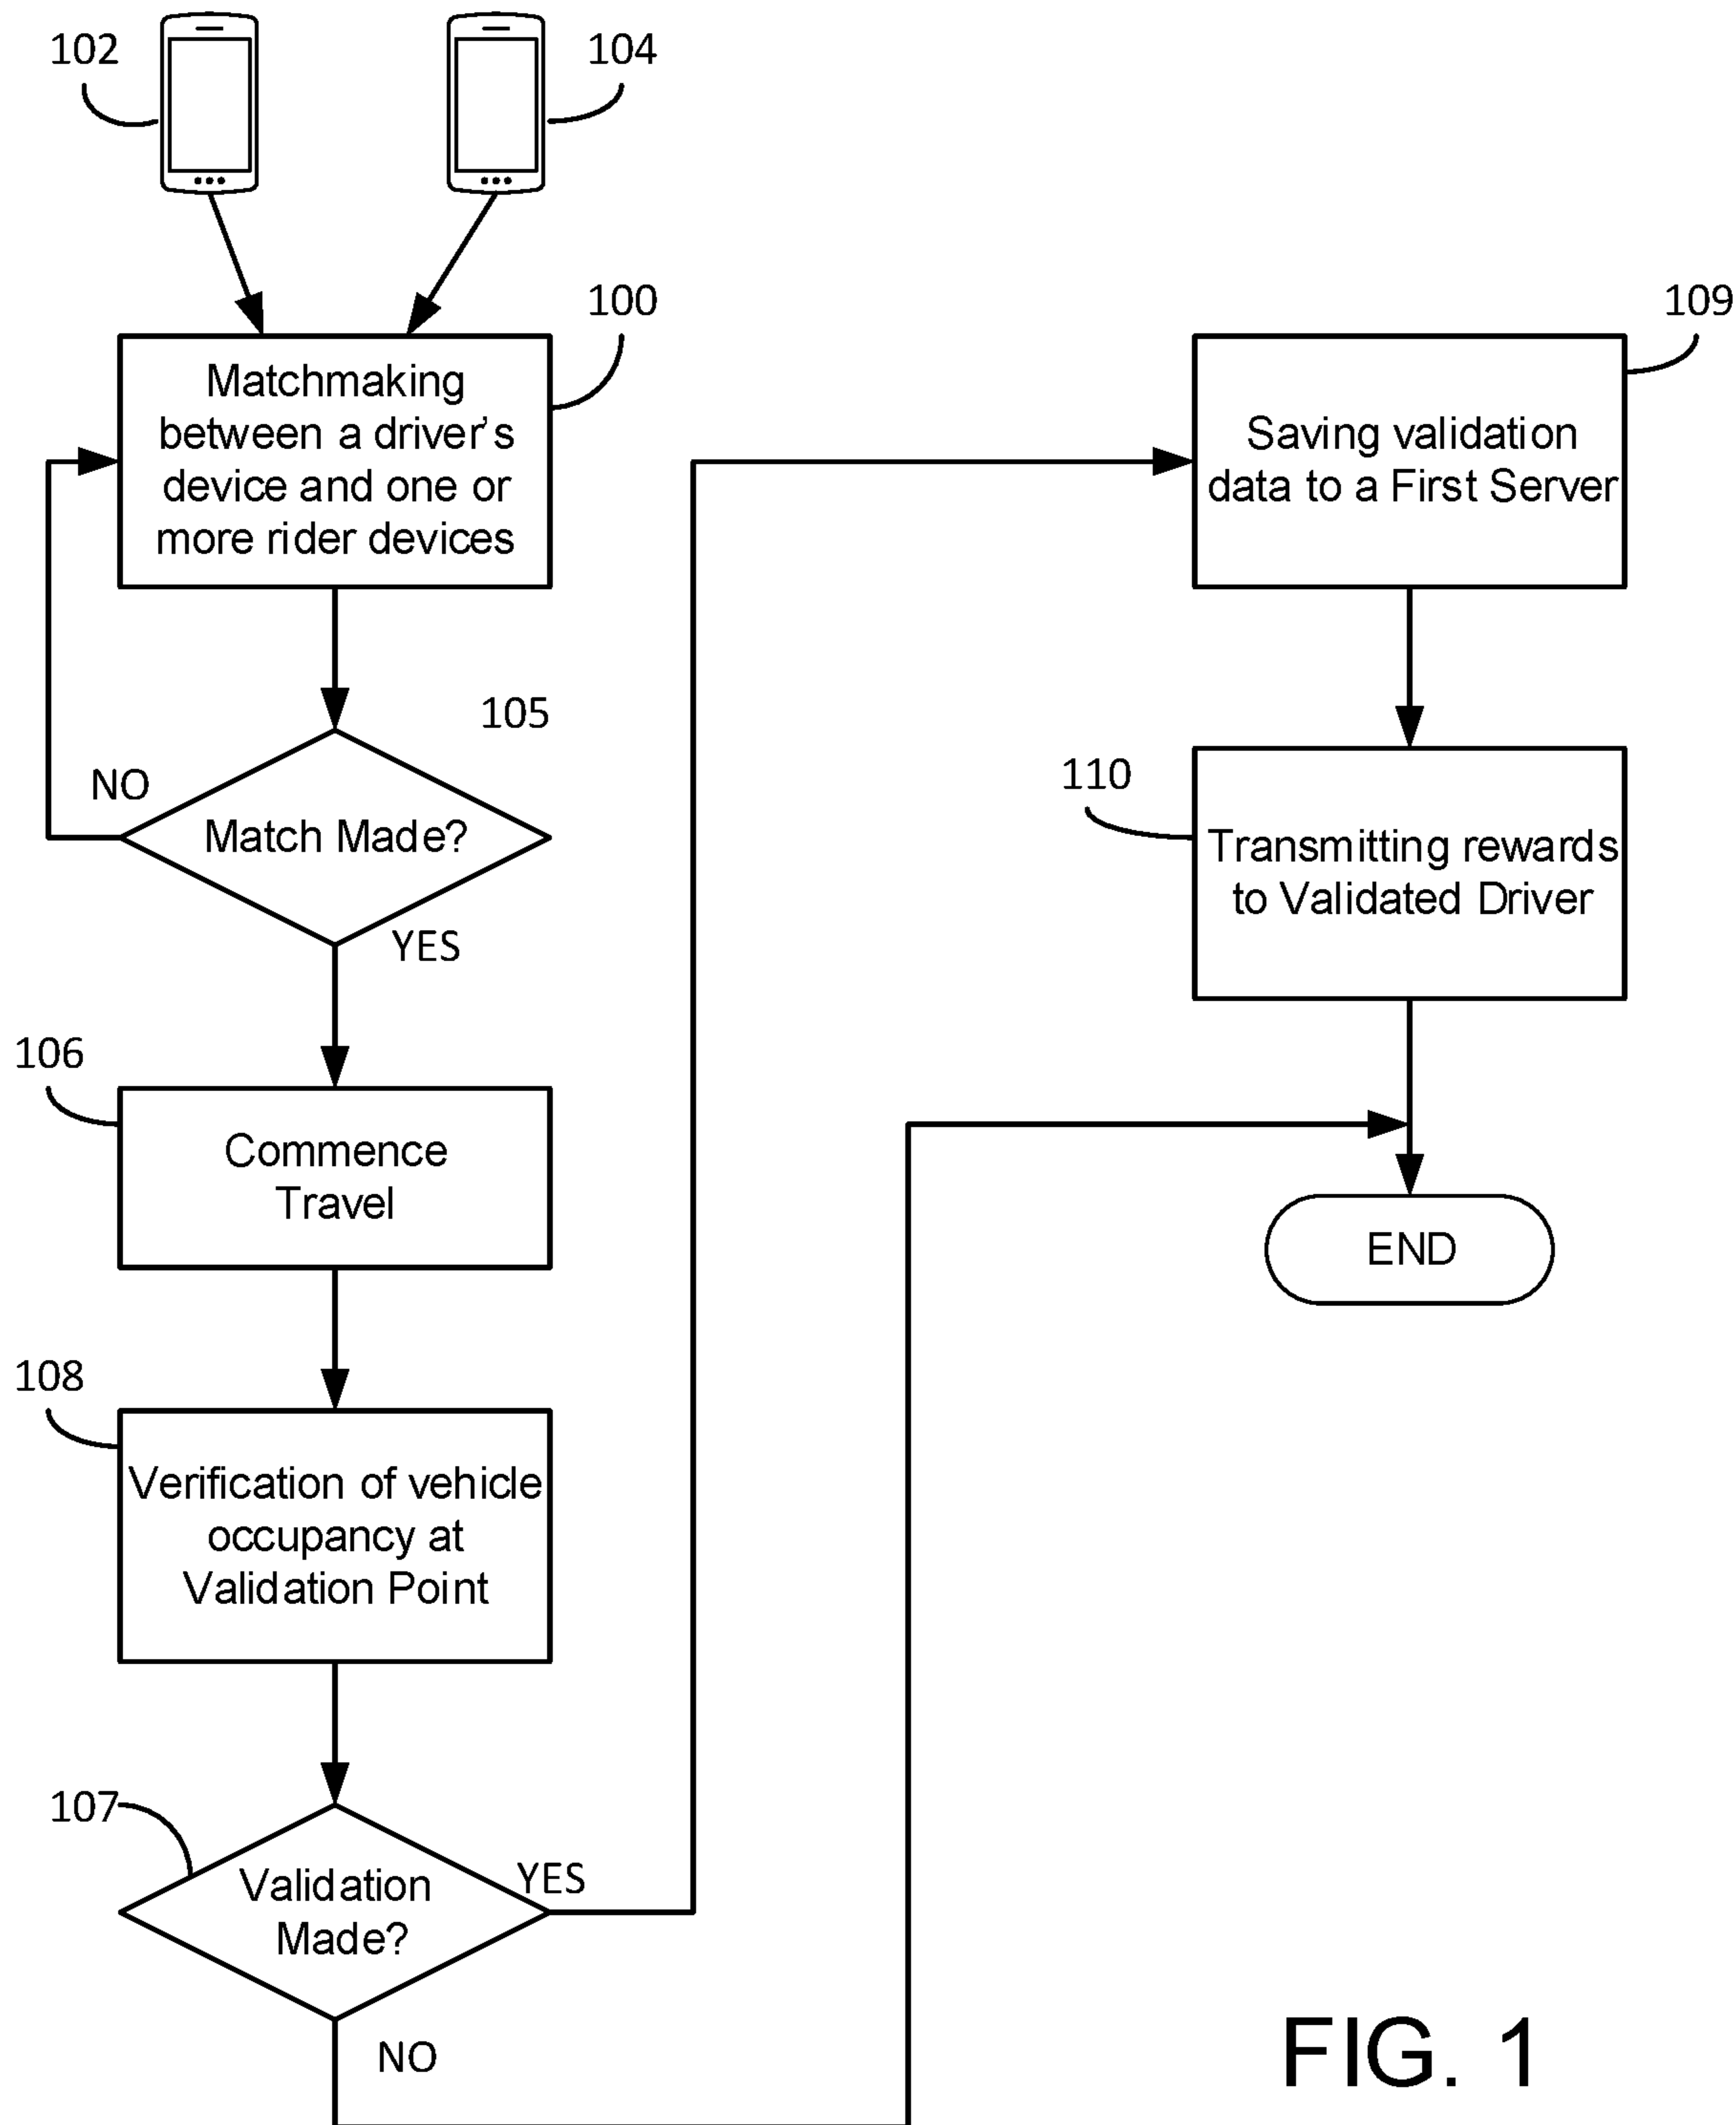 102
104
100
Matchmaking
between a driver's
device and one or
more rider devices
105
NO
Match Made?
YES
106
Commence
Travel
108
Verification of vehicle
occupancy at
Validation Point
107
Validation
Made?
YES
NO
109
Saving validation
data to a First Server
110
Transmitting rewards
to Validated Driver
END
FIG. 1